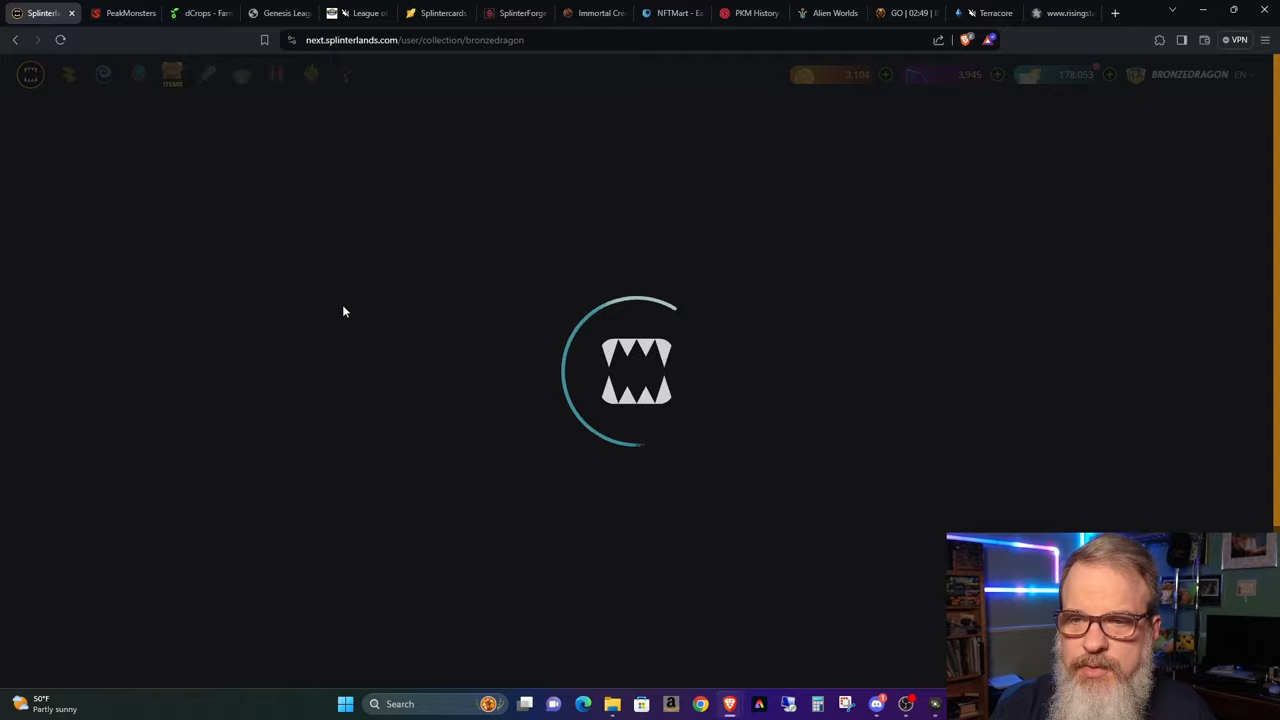 Splinterla
PeakMonsters
dCrops - Farm
Genesis Leag
League of
Splintercards
SplinterForge
Immortal Cre
NFTMart - Ea
PKM History
Alien Worlds
GO | 02:49 | B
Terracore
www.risingsta
next.splinterlands.com/user/collection/bronzedragon
VPN
ITEMS
3,104
3,945
178.053
BRONZEDRAGON
EN
50°F
Partly sunny
Search